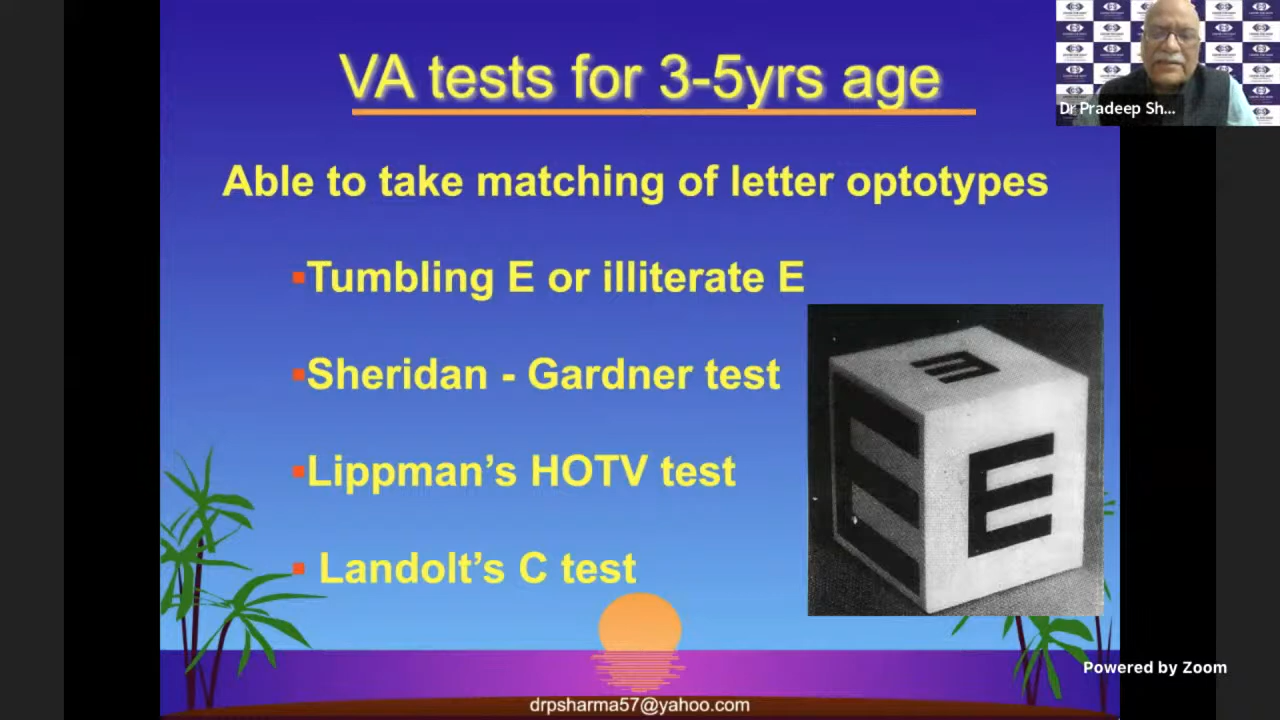 VA tests for 3-5yrs age
Dr Pradeep Sh...
Able to take matching of letter optotypes
▪Tumbling E or illiterate E
▪Sheridan - Gardner test
▪Lippman’s HOTV test
▪ Landolt’s C test
E
E
E
Powered by Zoom
drpsharma57@yahoo.com